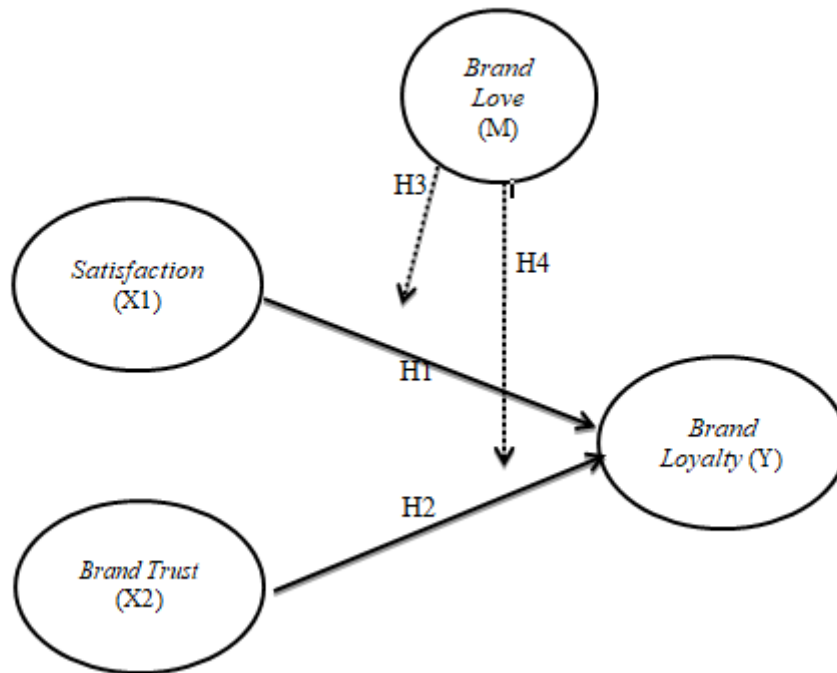 Brand
Love
(M)
H3
H4
Satisfaction
(X1)
H1
Brand
Loyalty (Y)
H2
Brand Trust
(X2)